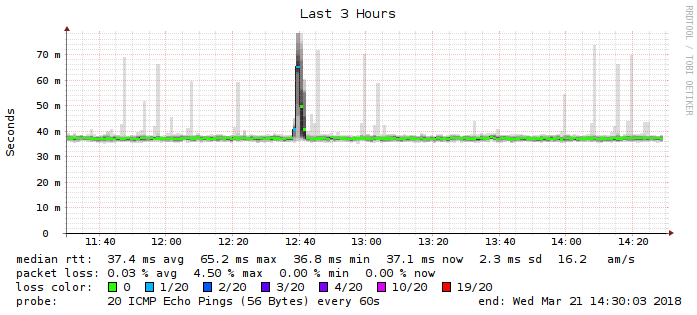 Last 3 Hours
RRDTOOL / TOBI OETIKER
Seconds
70 m
60 m
50 m
40 m
30 m
20 m
10 m
0
11:40 12:00 12:20 12:40 13:00 13:20 13:40 14:00 14:20
median rtt: 37.4 ms avg 65.2 ms max 36.8 ms min 37.1 ms now 2.3 ms sd 16.2 am/s
packet loss: 0.03 % avg 4.50 % max 0.00 % min 0.00 % now
loss color: 0 1/20 2/20 3/20 4/20 10/20 19/20
probe: 20 ICMP Echo Pings (56 Bytes) every 60s end: Wed Mar 21 14:30:03 2018